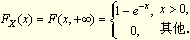 F_X(x) = F(x,+∞) = { 1 − e^{−x}, x > 0,
0, 其他.